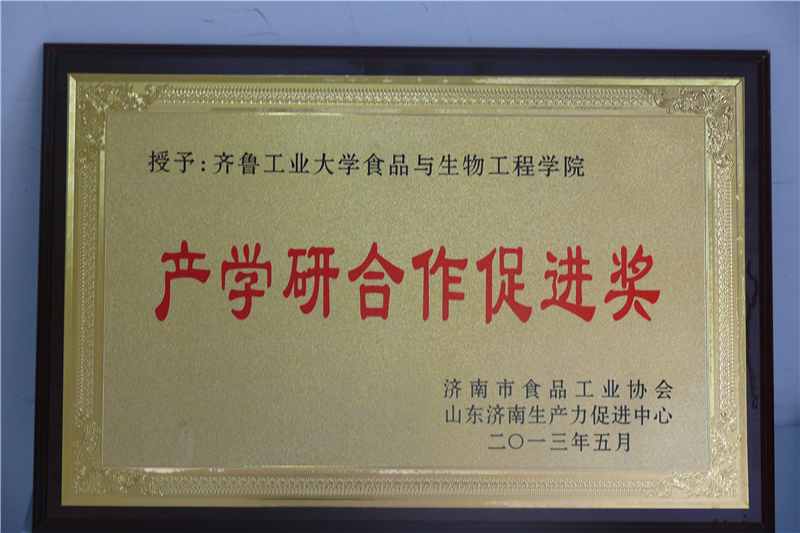 授予:齐鲁工业大学食品与生物工程学院
产学研合作促进奖
济南市食品工业协会
山东济南生产力促进中心
二〇一三年五月